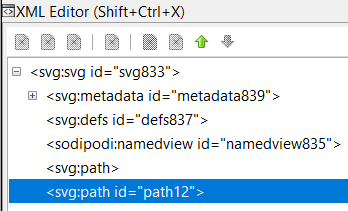 XML Editor (Shift+Ctrl+X)
<svg:svg id="svg833">
<svg:metadata id="metadata839">
<svg:defs id="defs837">
<sodipodi:namedview id="namedview835">
<svg:path>
<svg:path id="path12">